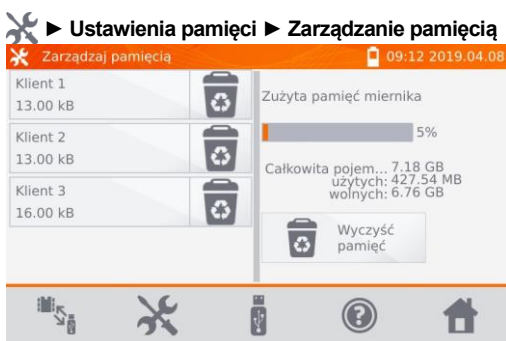 ► Ustawienia pamięci ► Zarządzanie pamięcią
Zarządzaj pamięcią 09:12 2019.04.08
Klient 1
13.00 kB
Klient 2
13.00 kB
Klient 3
16.00 kB
Zużyta pamięć miernika
5%
Całkowita pojem... 7.18 GB
użytych: 427.54 MB
wolnych: 6.76 GB
Wyczyść
pamięć
?